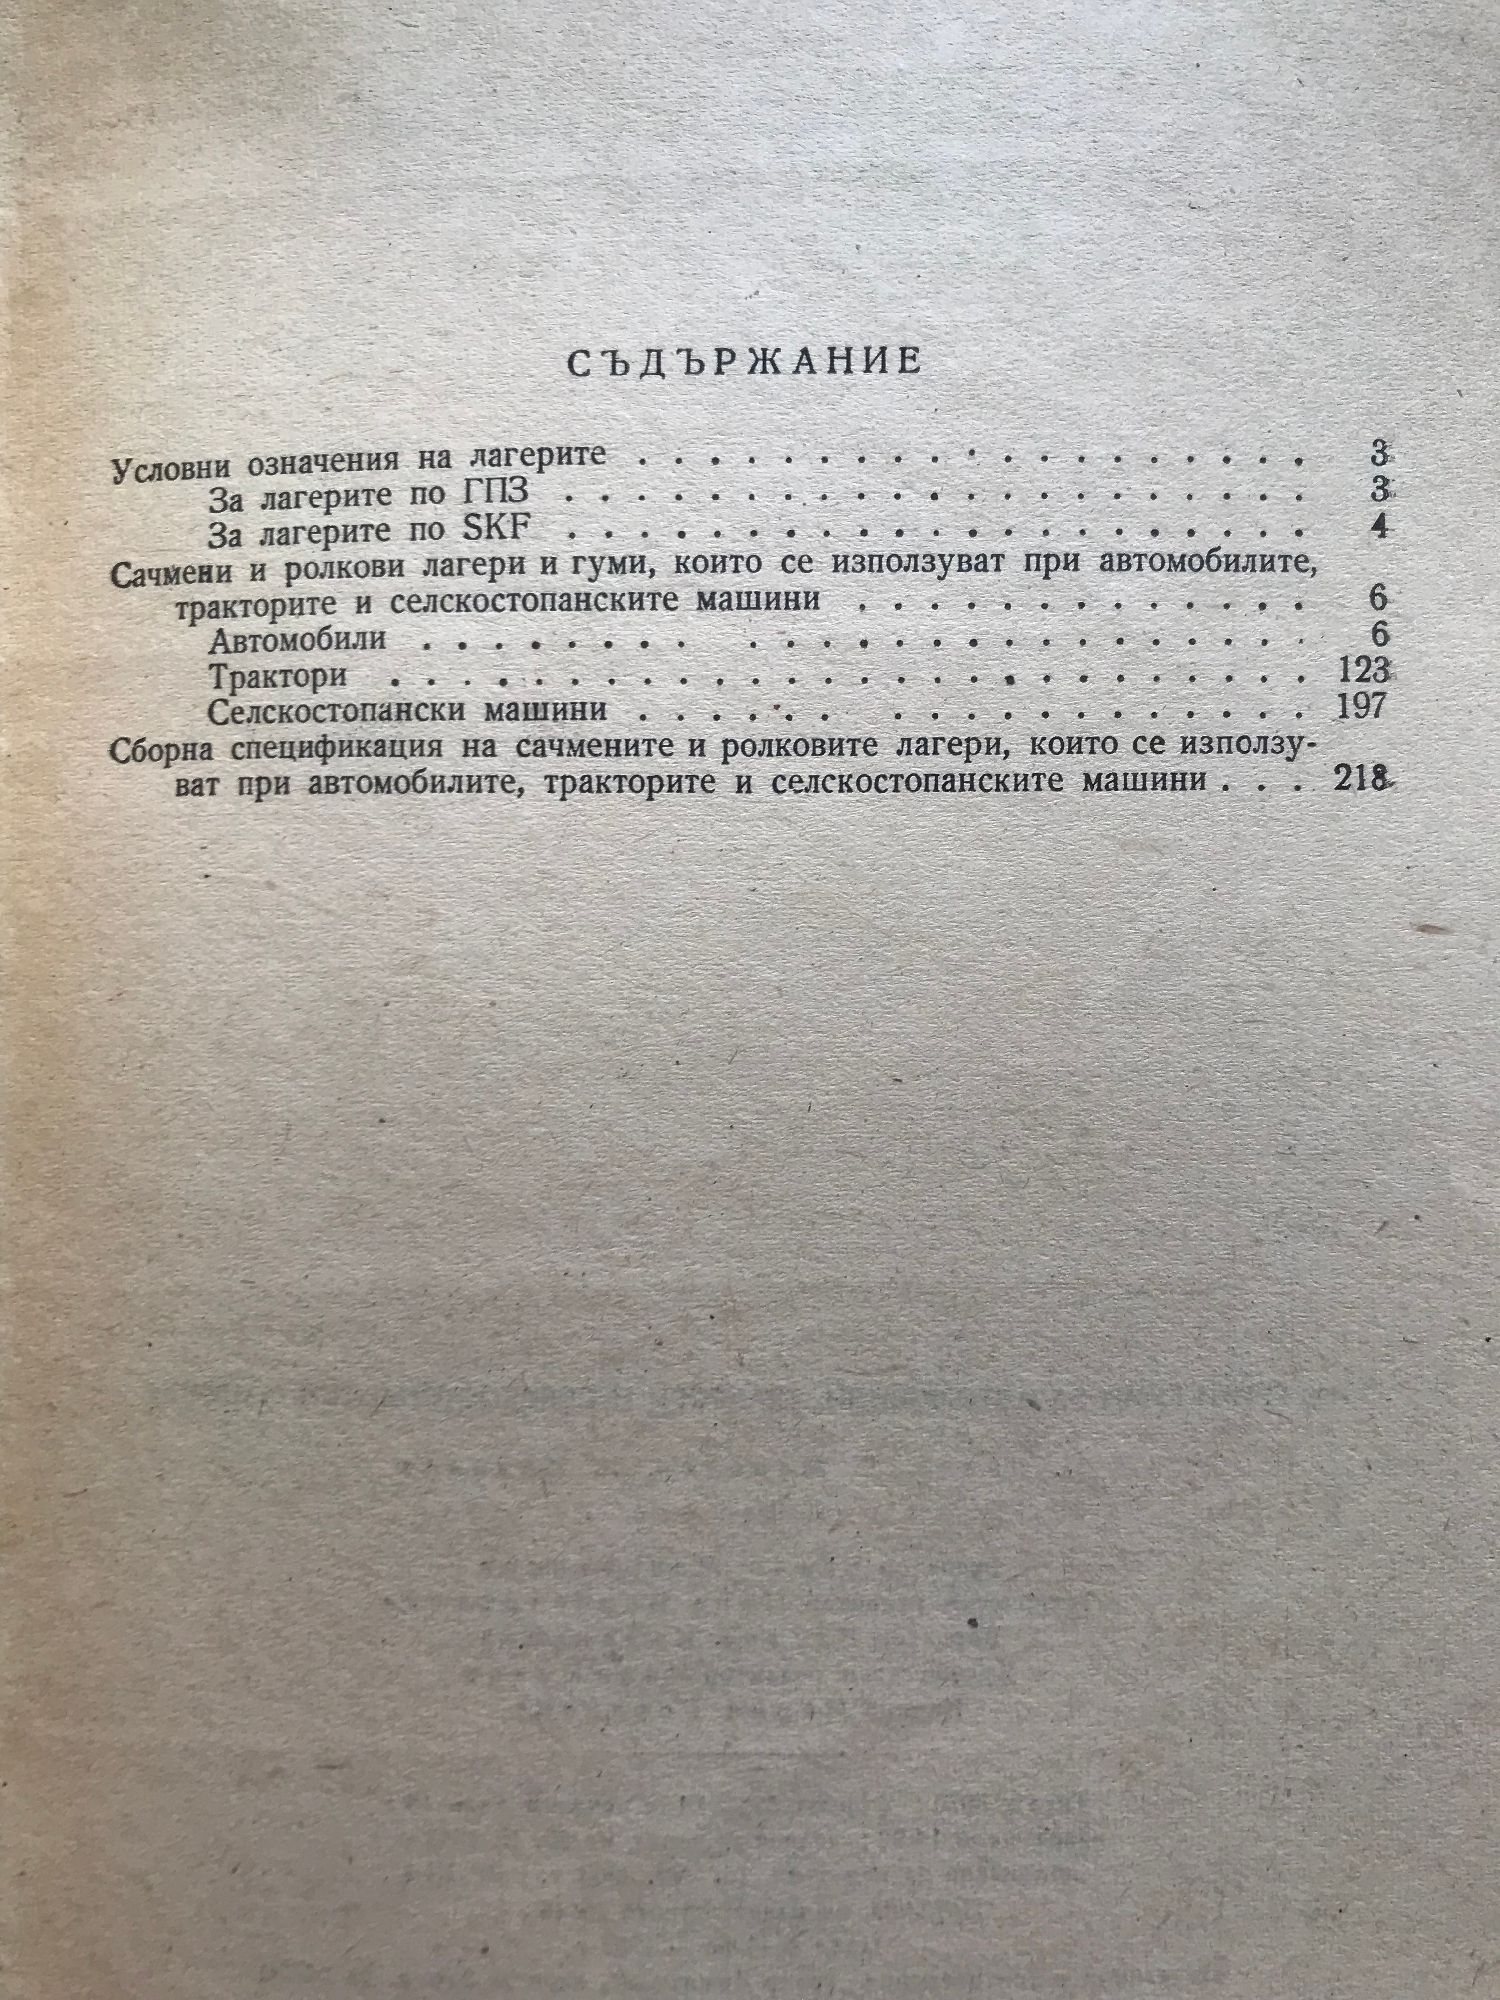 СЪДЪРЖАНИЕ
Условни означения на лагерите . . . . . . . . . . . . . . . . . . . 3
За лагерите по ГПЗ . . . . . . . . . . . . . . . . . . . . . 3
За лагерите по SKF . . . . . . . . . . . . . . . . . . . . . 4
Сачмени и ролкови лагери и гуми, които се използуват при автомобилите,
тракторите и селскостопанските машини . . . . . . . . . . . . . 6
Автомобили . . . . . . . . . . . . . . . . . . . . . . . . 6
Трактори . . . . . . . . . . . . . . . . . . . . . . . . . . 123
Селскостопански машини . . . . . . . . . . . . . . . . . . 197
Сборна спецификация на сачмените и ролковите лагери, които се използу-
ват при автомобилите, тракторите и селскостопанските машини . . . 218